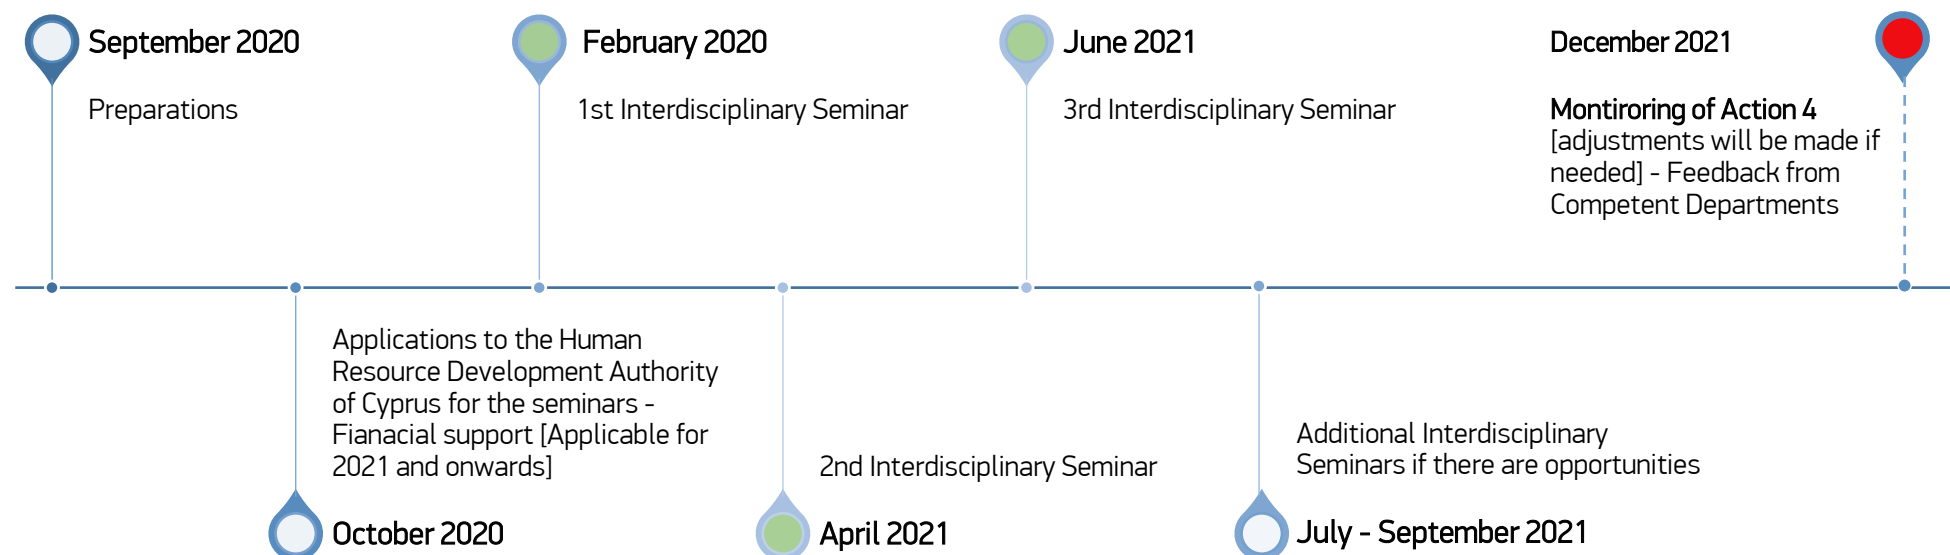 September 2020
Preparations
February 2020
1st Interdisciplinary Seminar
June 2021
3rd Interdisciplinary Seminar
December 2021
Montiroring of Action 4
[adjustments will be made if
needed] - Feedback from
Competent Departments
Applications to the Human
Resource Development Authority
of Cyprus for the seminars -
Fianacial support [Applicable for
2021 and onwards]
October 2020
2nd Interdisciplinary Seminar
April 2021
Additional Interdisciplinary
Seminars if there are opportunities
July - September 2021